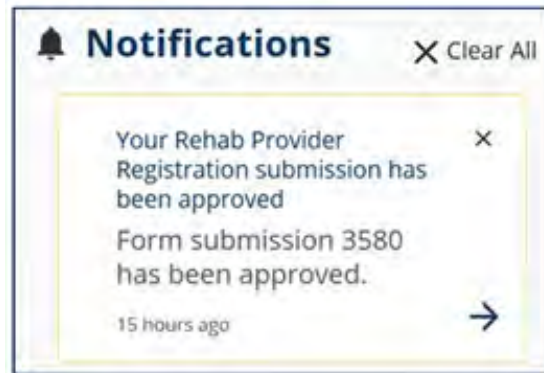 Notifications
Clear All
Your Rehab Provider
Registration submission has
been approved
Form submission 3580
has been approved.
15 hours ago